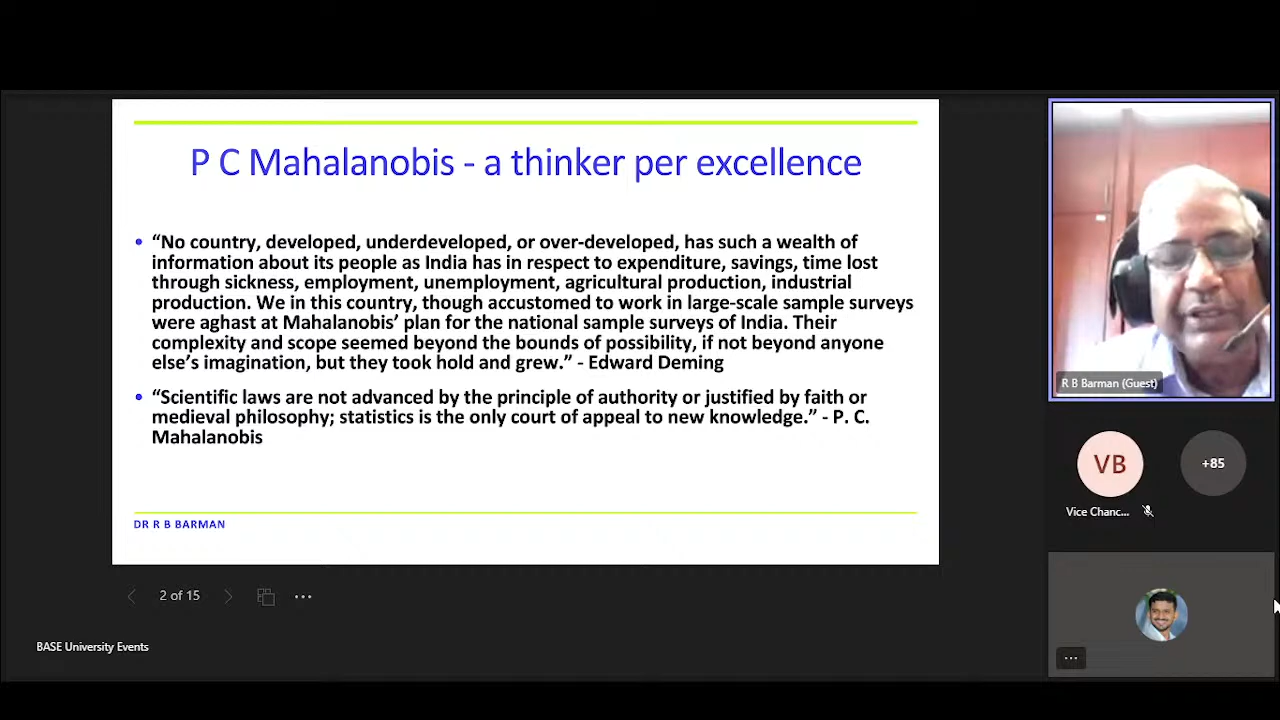 P C Mahalanobis - a thinker per excellence
• “No country, developed, underdeveloped, or over-developed, has such a wealth of
information about its people as India has in respect to expenditure, savings, time lost
through sickness, employment, unemployment, agricultural production, industrial
production. We in this country, though accustomed to work in large-scale sample surveys
were aghast at Mahalanobis’ plan for the national sample surveys of India. Their
complexity and scope seemed beyond the bounds of possibility, if not beyond anyone
else’s imagination, but they took hold and grew.” - Edward Deming
• “Scientific laws are not advanced by the principle of authority or justified by faith or
medieval philosophy; statistics is the only court of appeal to new knowledge.” - P. C.
Mahalanobis
DR R B BARMAN
2 of 15
BASE University Events
R B Barman (Guest)
VB
+85
Vice Chanc...